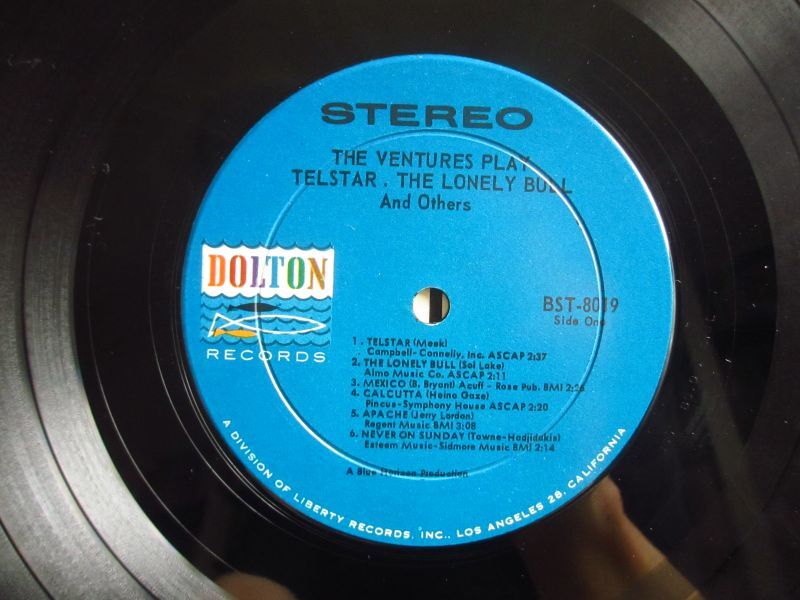 STEREO
THE VENTURES PLAY
TELSTAR . THE LONELY BULL
And Others
DOLTON
RECORDS
BST-8019
Side One
1. TELSTAR (Meek)
Campbell-Connelly, Inc. ASCAP 2:37
2. THE LONELY BULL (Sol Lake)
Almo Music Co. ASCAP 2:11
3. MEXICO (B. Bryant) Acuff - Rose Pub. BMI 2:26
4. CALCUTTA (Heino Gaze)
Pincus-Symphony House ASCAP 2:20
5. APACHE (Jerry Lordan)
Regent Music BMI 3:08
6. NEVER ON SUNDAY (Towne-Hadjidakis)
Esteem Music-Sidmore Music BMI 2:14
A Blue Horizon Production
A DIVISION OF LIBERTY RECORDS, INC., LOS ANGELES 28, CALIFORNIA